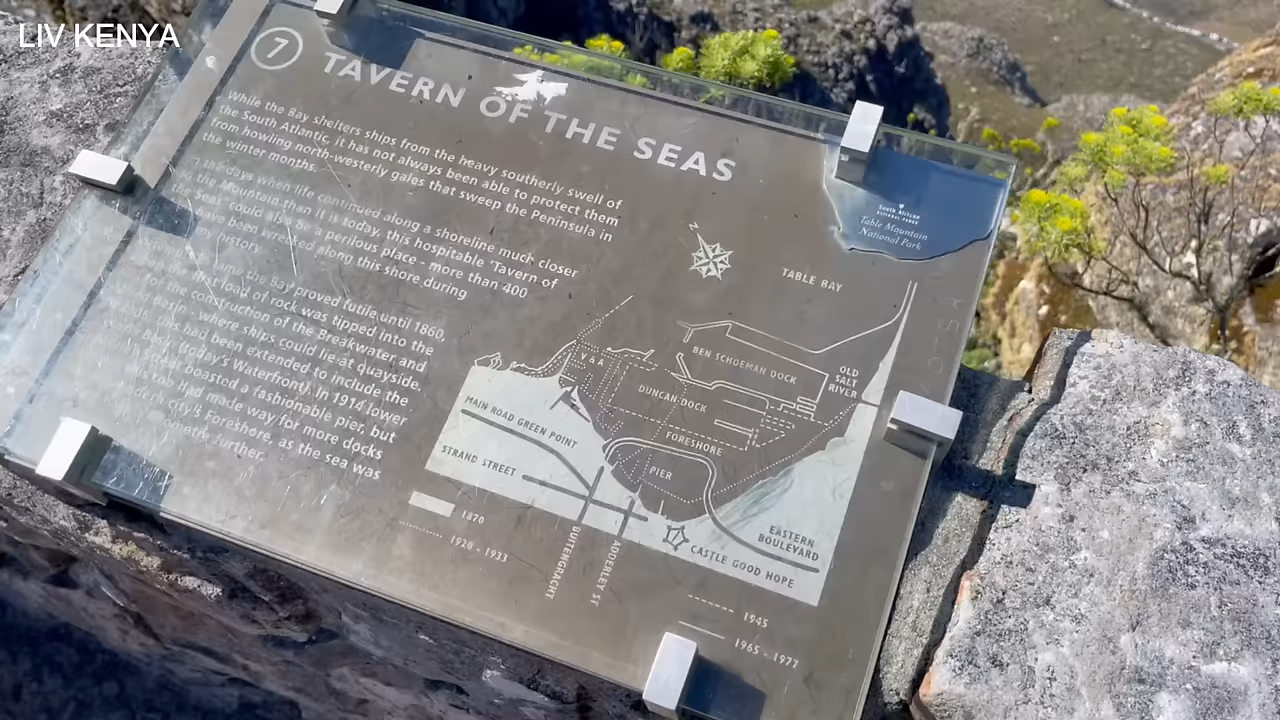 LIV KENYA
7
TAVERN OF THE SEAS
While the Bay shelters ships from the heavy southerly swell of
the South Atlantic, it has not always been able to protect them
from howling north-westerly gales that sweep the Peninsula in
the winter months.
days when life continued along a shoreline much closer
the Mountain than it is today, this hospitable 'Tavern of
the Seas' could also be a perilous place - more than 400
have been wrecked along this shore during
history
the Bay proved futile until 1860,
load of rock was tipped into the
for the construction of the Breakwater and
basin, where ships could lie at quayside.
this had been extended to include the
(today's Waterfront). In 1914 lower
boasted a fashionable pier, but
had made way for more docks
city's Foreshore, as the sea was
further.
South African
NATIONAL PARKS
Table Mountain
National Park
N
TABLE BAY
BEN SCHOEMAN DOCK
OLD
SALT
RIVER
V & A
DUNCAN DOCK
FORESHORE
PIER
MAIN ROAD GREEN POINT
STRAND STREET
EASTERN
BOULEVARD
CASTLE GOOD HOPE
BUITENGRACHT
ADDERLEY ST
1870
1920 - 1933
1945
1965 - 1977